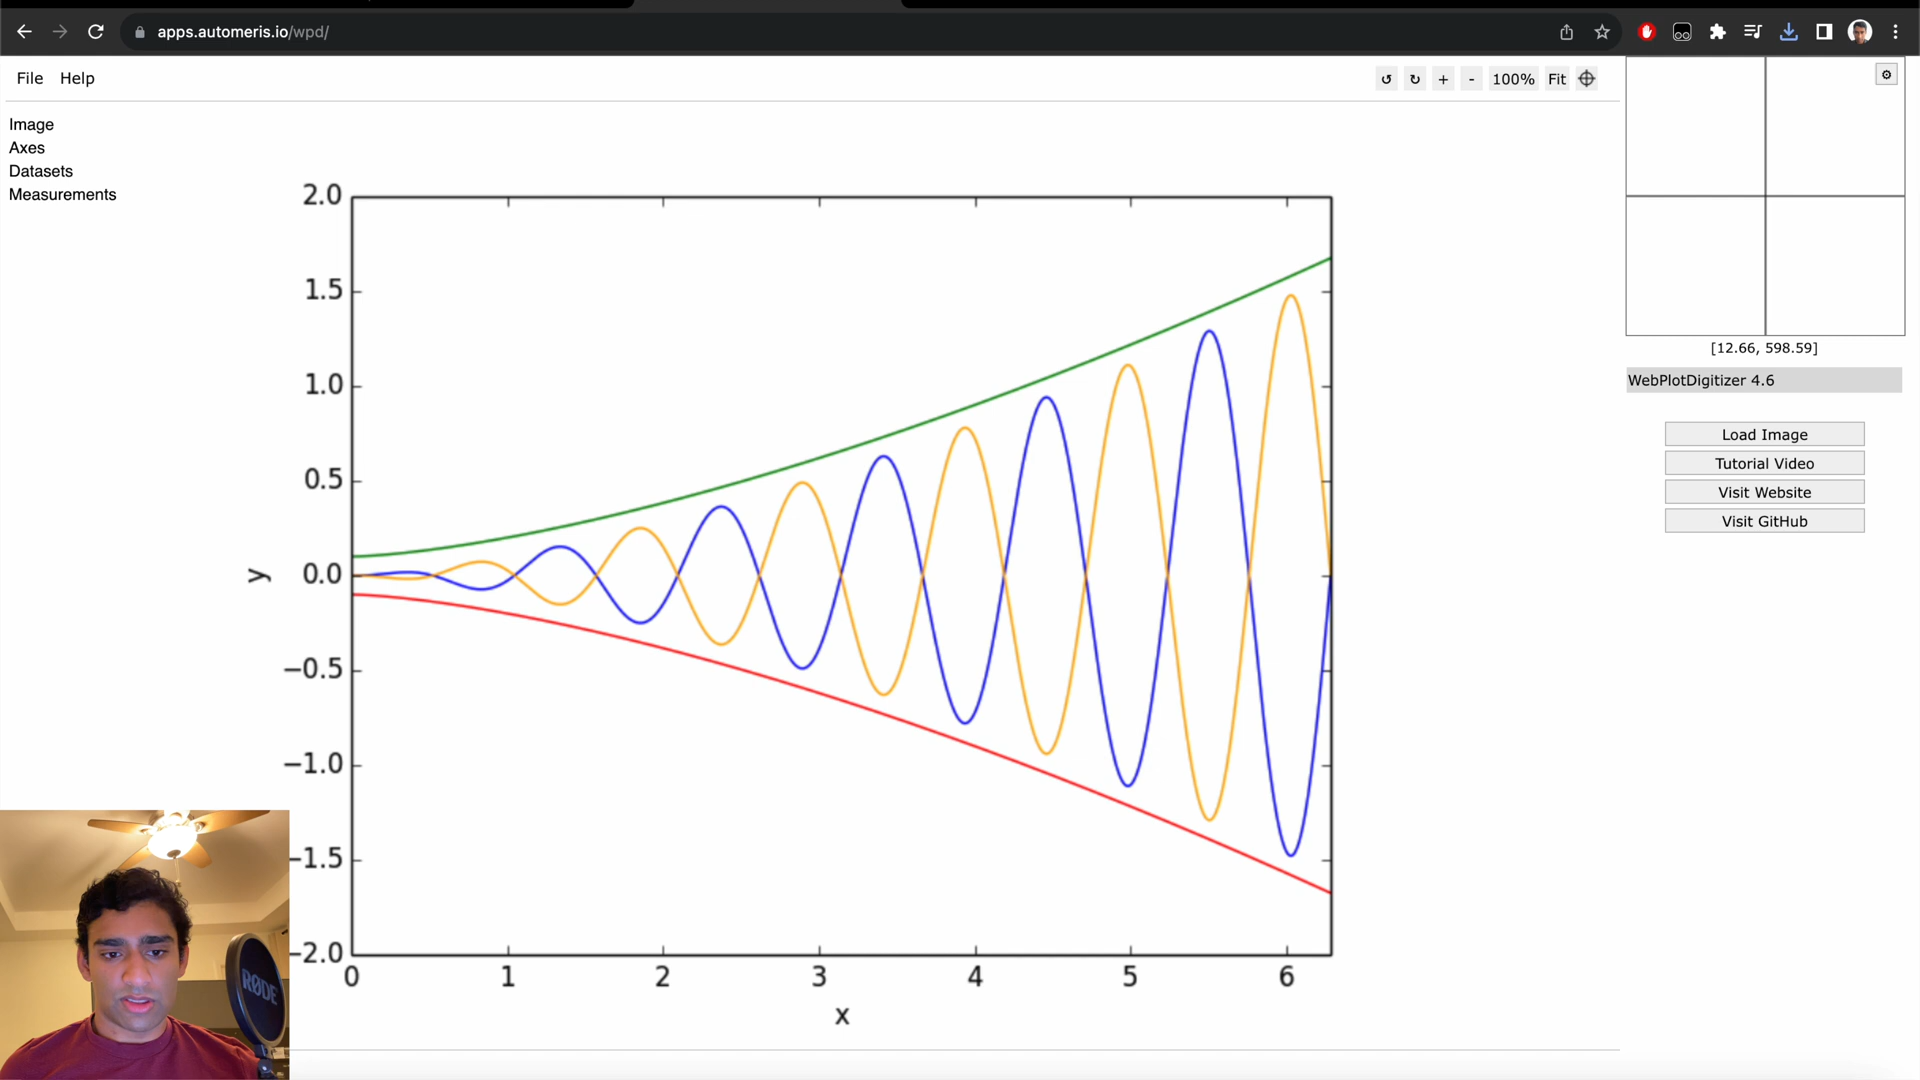 apps.automeris.io/wpd/
File Help
↺ ↻ + - 100% Fit
Image
Axes
Datasets
Measurements
2.0
1.5
1.0
0.5
0.0
−0.5
−1.0
−1.5
−2.0
y
0 1 2 3 4 5 6
x
[12.66, 598.59]
WebPlotDigitizer 4.6
Load Image
Tutorial Video
Visit Website
Visit GitHub
RØDE